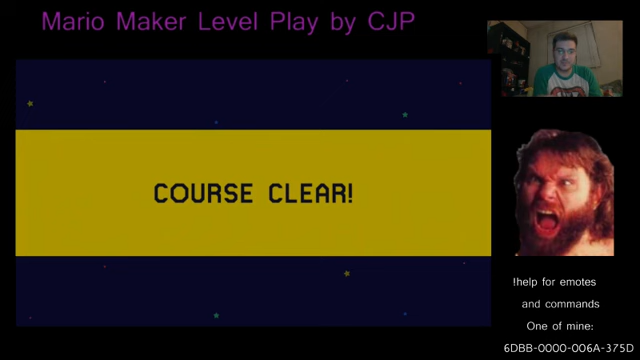 Mario Maker Level Play by CJP
COURSE CLEAR!
!help for emotes
and commands
One of mine:
6DBB-0000-006A-375D